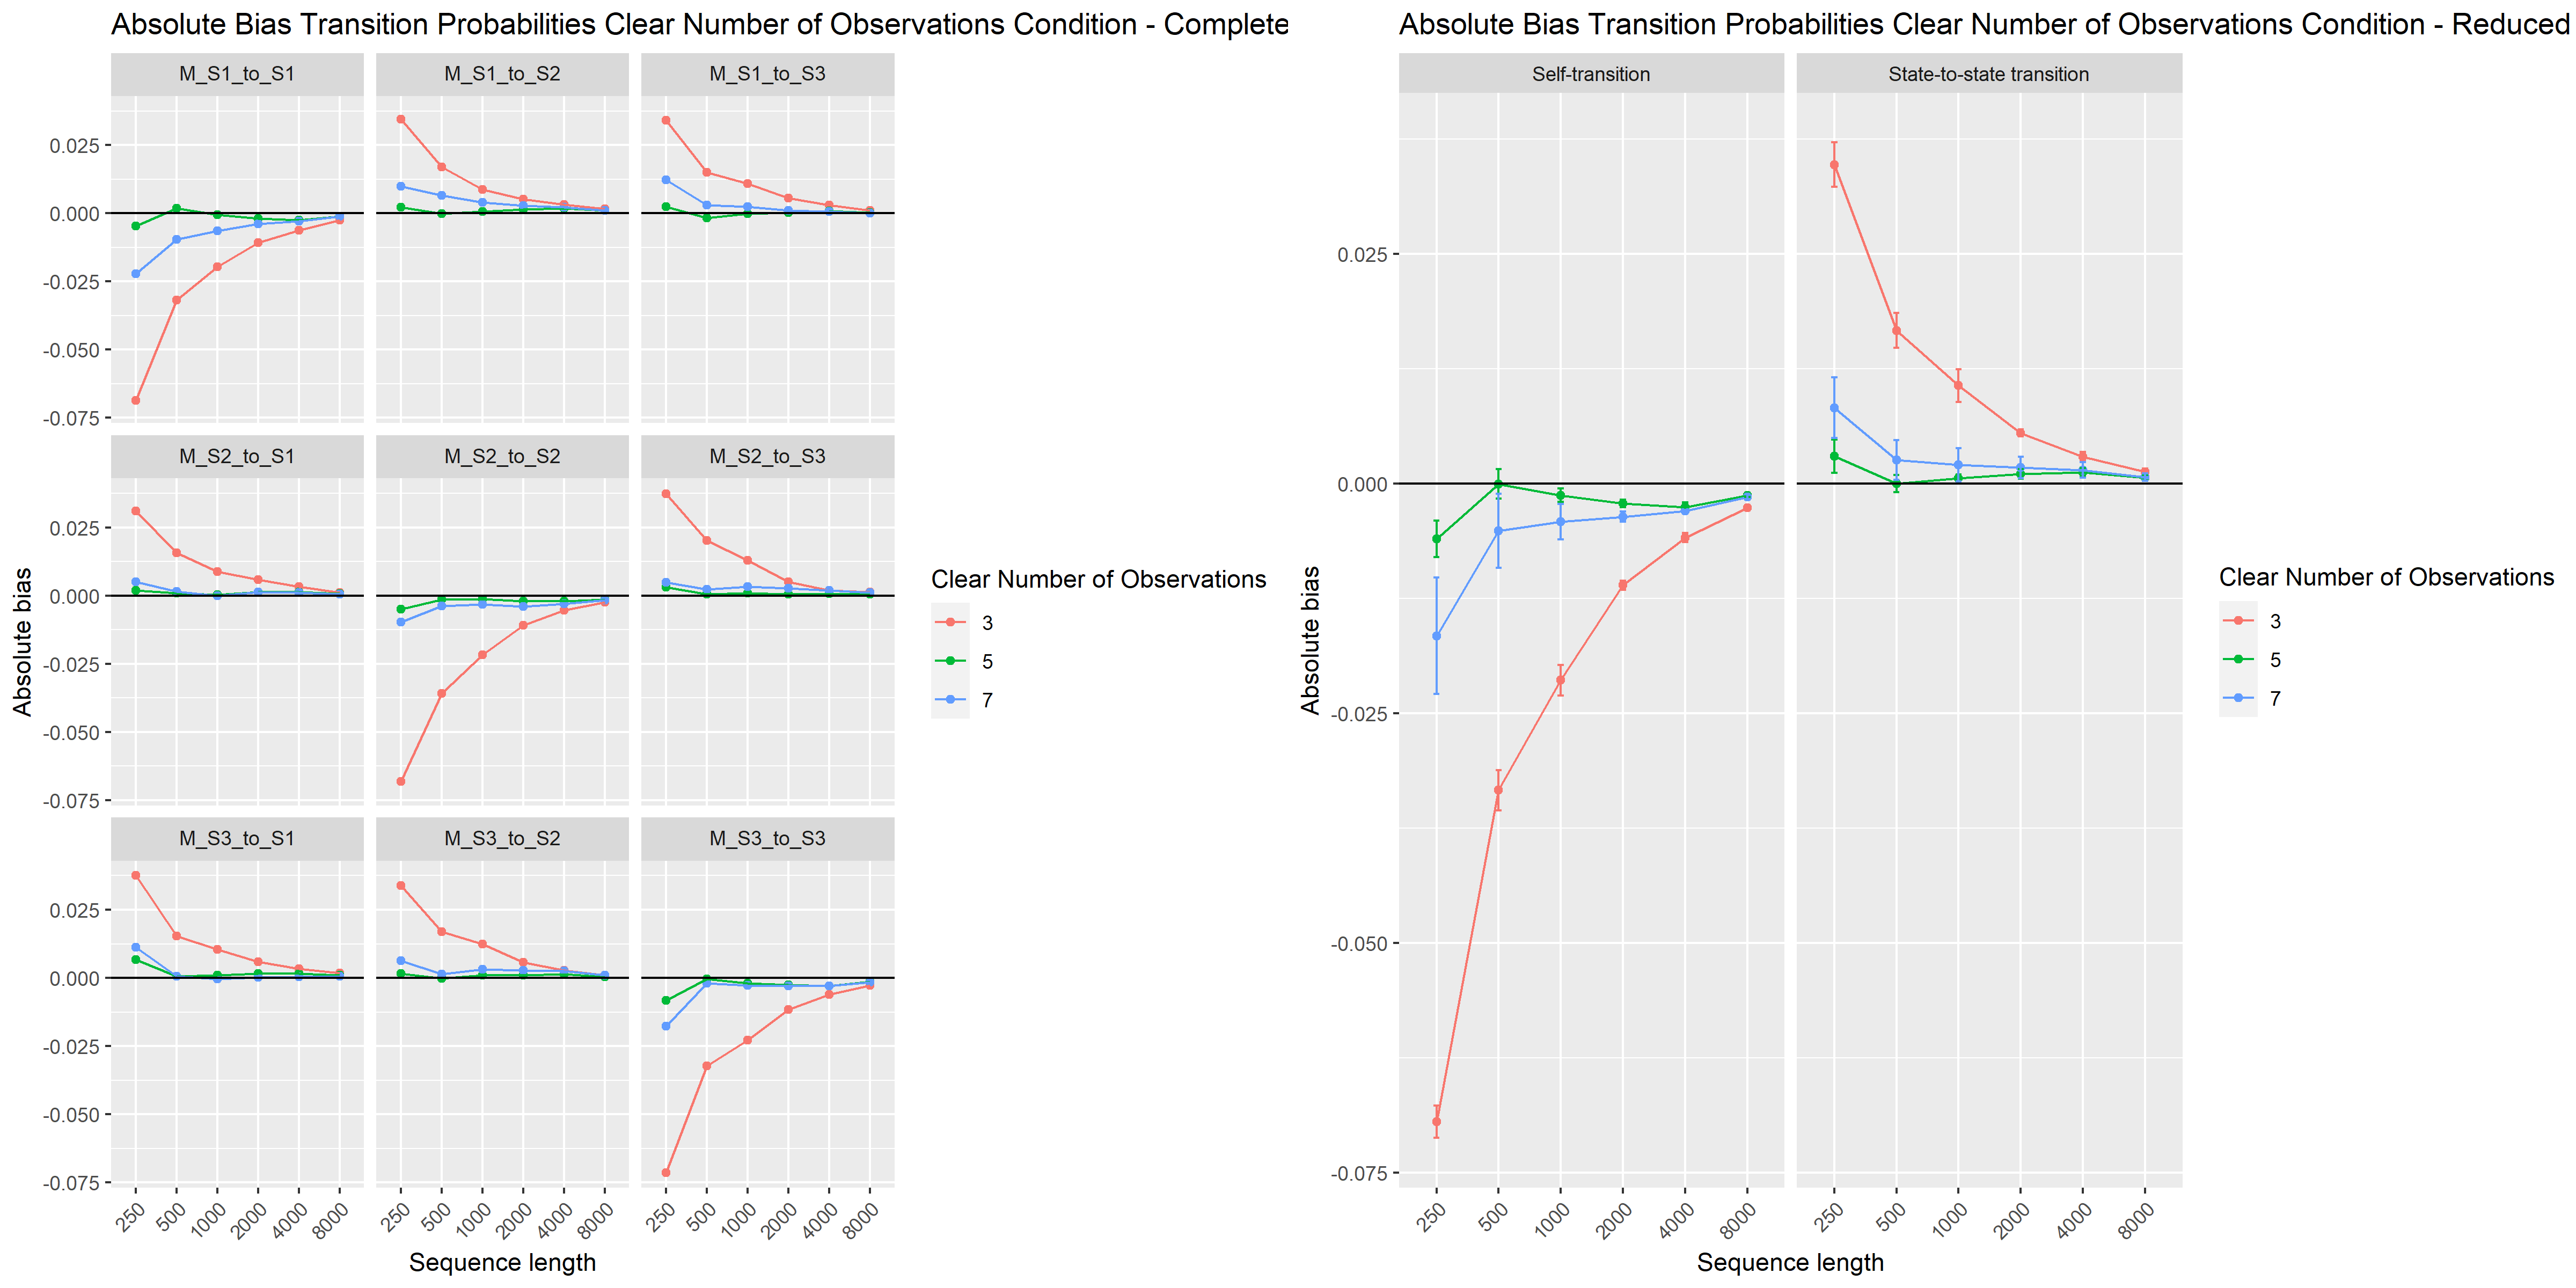 Absolute Bias Transition Probabilities Clear Number of Observations Condition - Complete
M_S1_to_S1 M_S1_to_S2 M_S1_to_S3
0.025
0.000
-0.025
-0.050
-0.075
M_S2_to_S1 M_S2_to_S2 M_S2_to_S3
0.025
0.000
-0.025
-0.050
-0.075
M_S3_to_S1 M_S3_to_S2 M_S3_to_S3
0.025
0.000
-0.025
-0.050
-0.075
250 500 1000 2000 4000 8000 250 500 1000 2000 4000 8000 250 500 1000 2000 4000 8000
Sequence length
Absolute bias
Clear Number of Observations
3
5
7
Absolute Bias Transition Probabilities Clear Number of Observations Condition - Reduced
Self-transition State-to-state transition
0.025
0.000
-0.025
-0.050
-0.075
250 500 1000 2000 4000 8000 250 500 1000 2000 4000 8000
Sequence length
Absolute bias
Clear Number of Observations
3
5
7